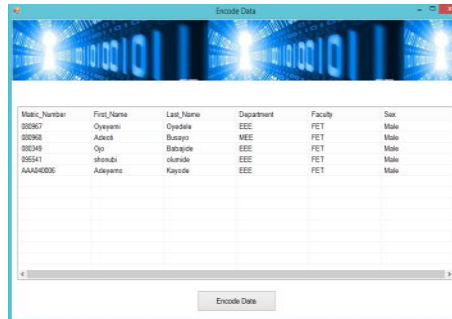 Encode Data
Matric_Number First_Name Last_Name Department Faculty Sex
080967 Oyeyemi Oyedele EEE FET Male
080968 Adeoti Busayo MEE FET Male
080349 Ojo Babajide EEE FET Male
095541 shonubi olumide EEE FET Male
AAA040006 Adeyemo Kayode EEE FET Male
Encode Data